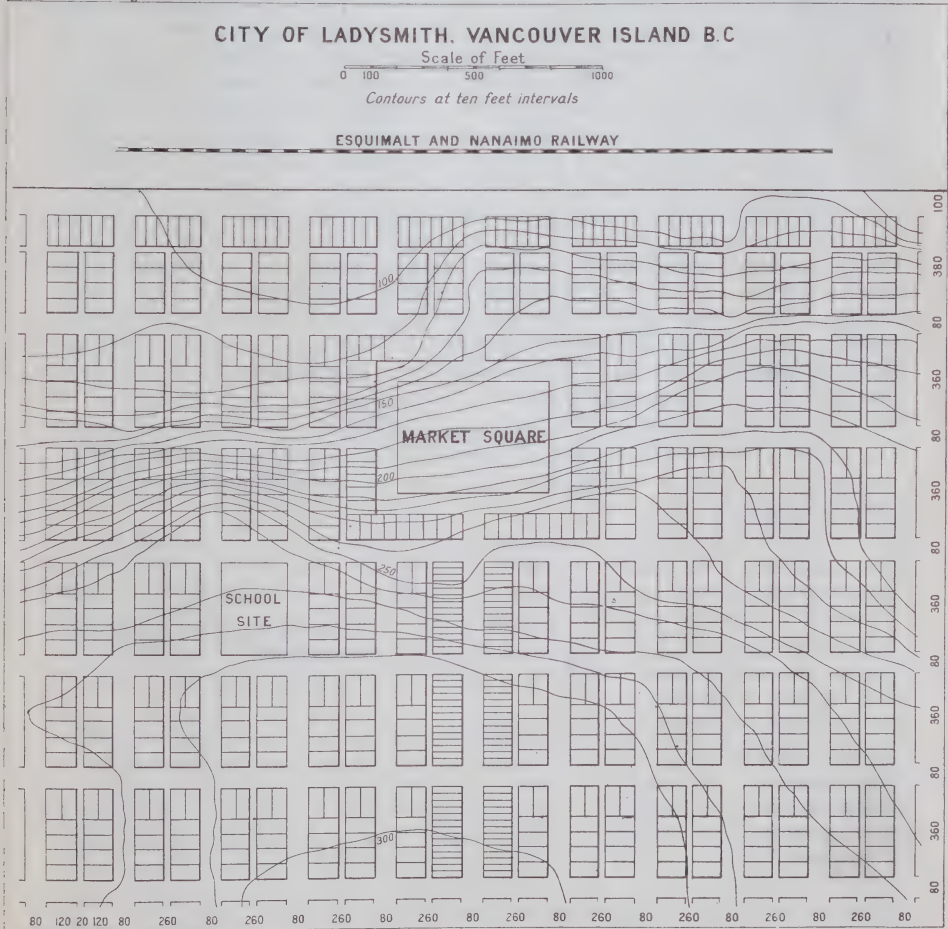 CITY OF LADYSMITH, VANCOUVER ISLAND B.C
Scale of Feet
0 100 500 1000
Contours at ten feet intervals
ESQUIMALT AND NANAIMO RAILWAY
100
100
380
80
150
360
MARKET SQUARE
80
200
360
80
250
SCHOOL
SITE
360
80
360
80
300
360
80
80 120 20 120 80 260 80 260 80 260 80 260 80 260 80 260 80 260 80 260 80 260 80